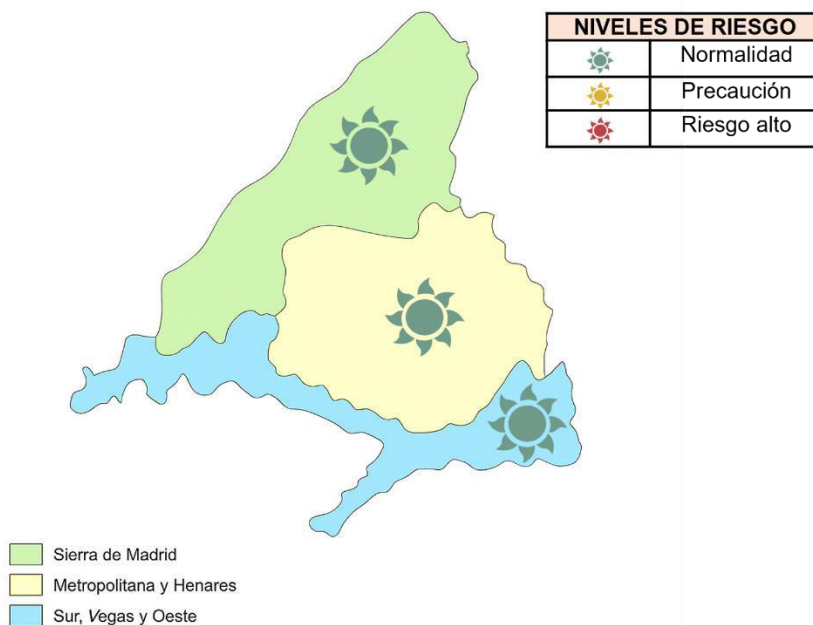 NIVELES DE RIESGO
Normalidad
Precaución
Riesgo alto
Sierra de Madrid
Metropolitana y Henares
Sur, Vegas y Oeste